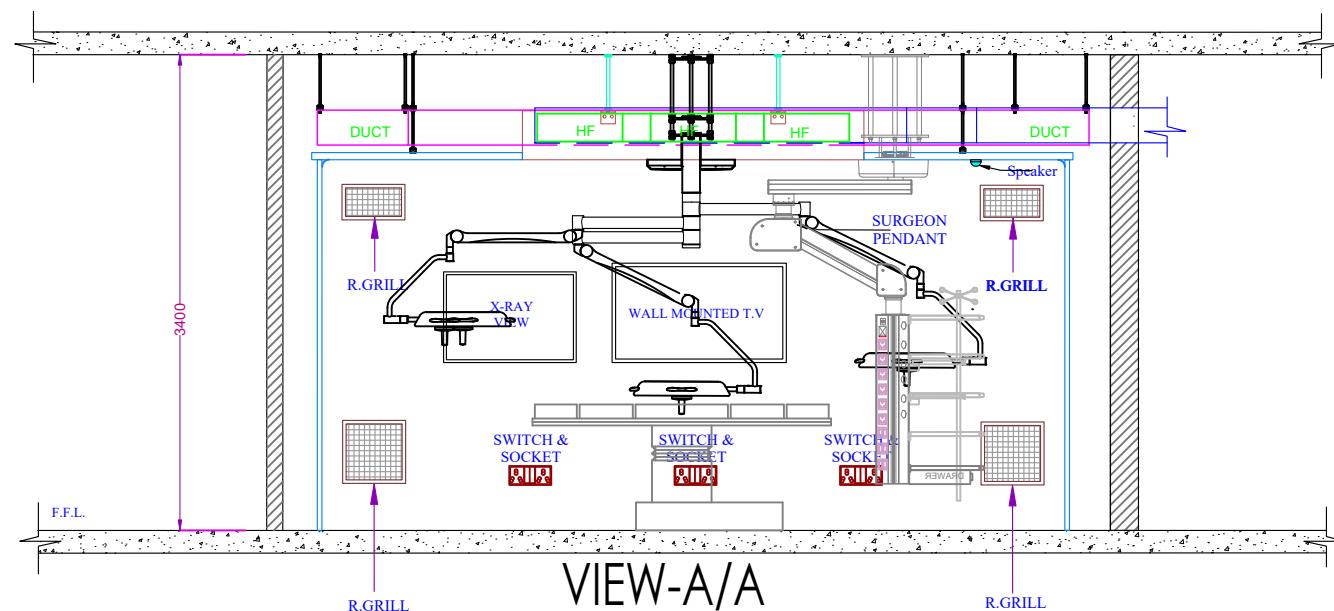 DUCT
HF
HF
HF
DUCT
Speaker
SURGEON
PENDANT
R.GRILL
R.GRILL
X-RAY
VIEW
WALL MOUNTED T.V
3400
SWITCH &
SOCKET
SWITCH &
SOCKET
SWITCH &
SOCKET
DRAWER
F.F.L.
VIEW-A/A
R.GRILL
R.GRILL